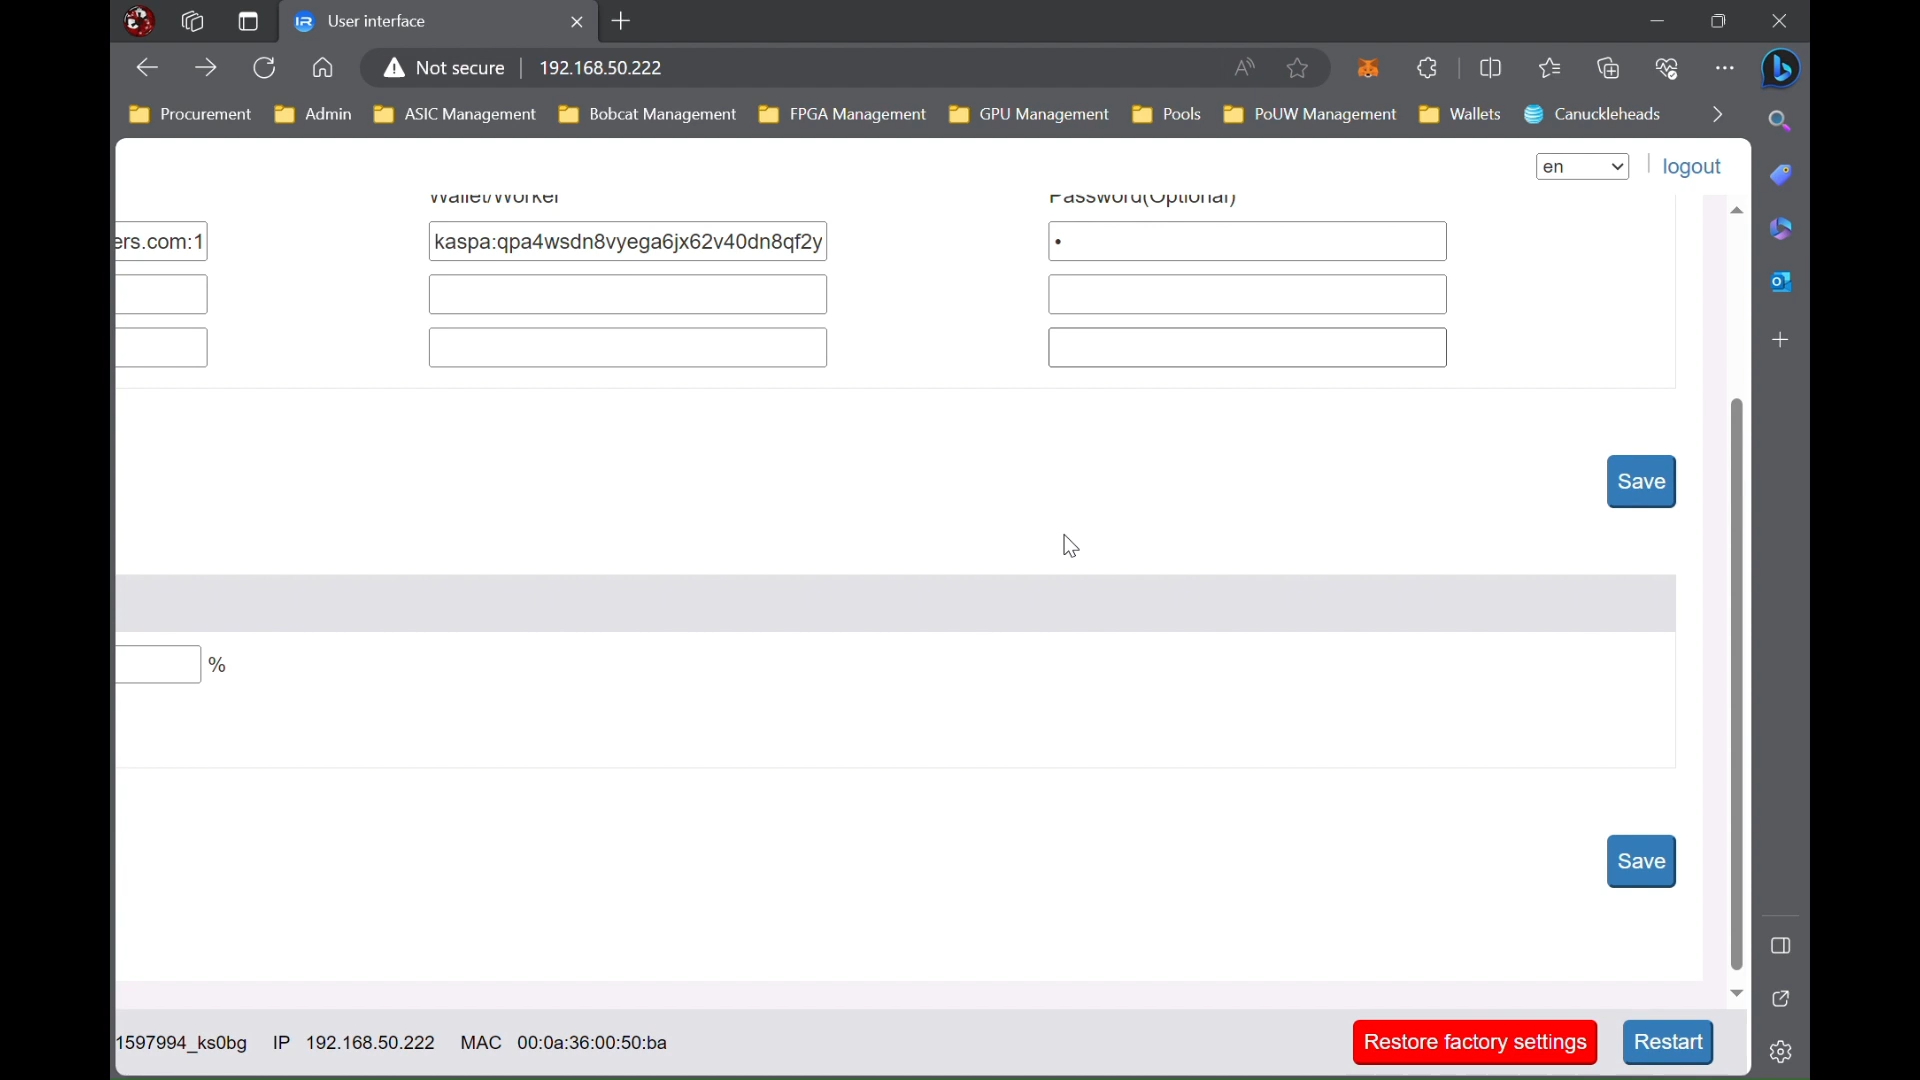 User interface
Not secure 192.168.50.222
Procurement Admin ASIC Management Bobcat Management FPGA Management GPU Management Pools PoUW Management Wallets Canuckleheads
en logout
Wallet/Worker Password(Optional)
ers.com:1 kaspa:qpa4wsdn8vyega6jx62v40dn8qf2y •
Save
%
Save
1597994_ks0bg IP 192.168.50.222 MAC 00:0a:36:00:50:ba Restore factory settings Restart